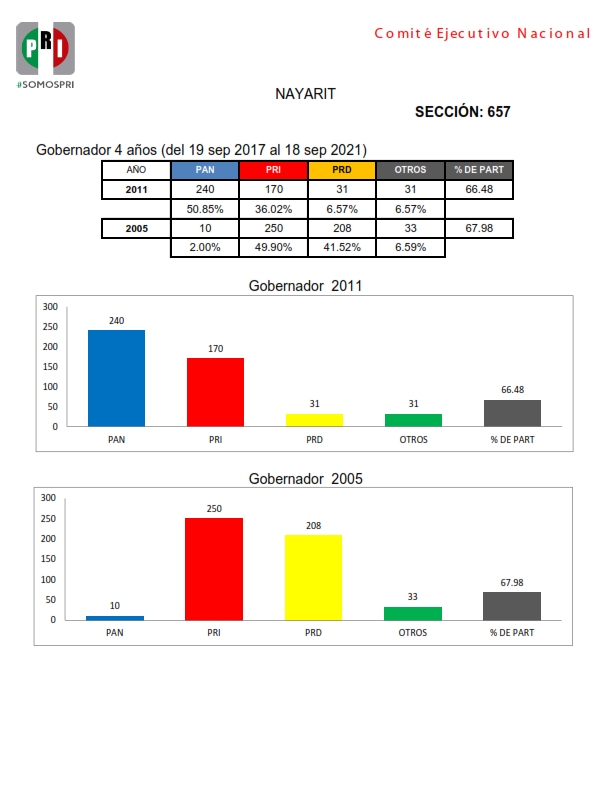 Comité Ejecutivo Nacional
PRI
#SOMOSPRI
NAYARIT
SECCIÓN: 657
Gobernador 4 años (del 19 sep 2017 al 18 sep 2021)
AÑO PAN PRI PRD OTROS % DE PART
2011 240 170 31 31 66.48
50.85% 36.02% 6.57% 6.57%
2005 10 250 208 33 67.98
2.00% 49.90% 41.52% 6.59%
Gobernador 2011
300
250
200
150
100
50
0
240
170
31
31
66.48
PAN PRI PRD OTROS % DE PART
Gobernador 2005
300
250
200
150
100
50
0
10
250
208
33
67.98
PAN PRI PRD OTROS % DE PART